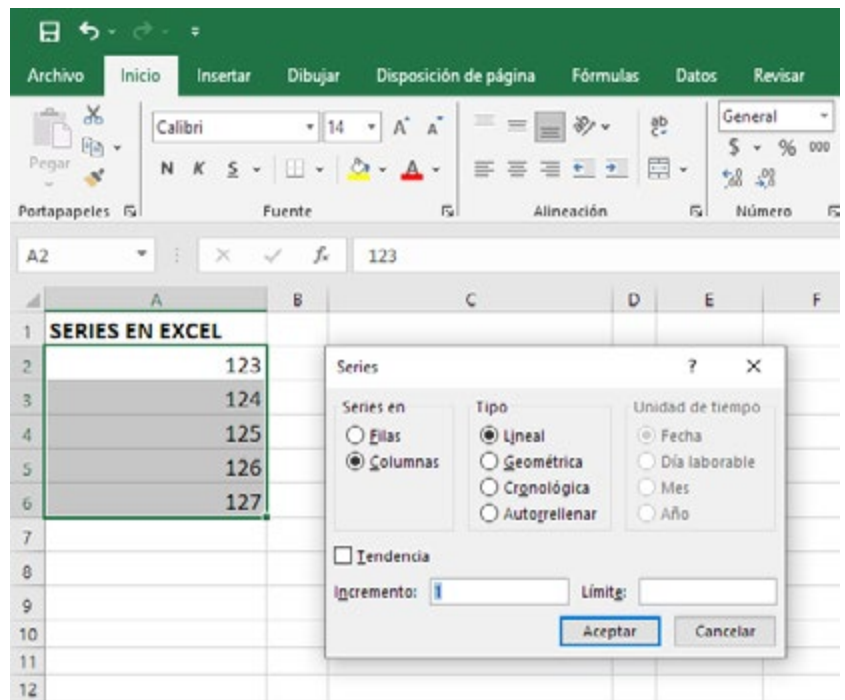 Archivo Inicio Insertar Dibujar Disposición de página Fórmulas Datos Revisar
Calibri 14 A A General
Pegar N K S A $ % 000
Portapapeles Fuente Alineación Número
A2 fx 123
A B C D E F
1 SERIES EN EXCEL
2 123
3 124
4 125
5 126
6 127
7
8
9
10
11
12
Series ? X
Series en
Filas
Columnas
Tipo
Lineal
Geométrica
Cronológica
Autorrellenar
Unidad de tiempo
Fecha
Día laborable
Mes
Año
Tendencia
Incremento: 1 Límite:
Aceptar Cancelar